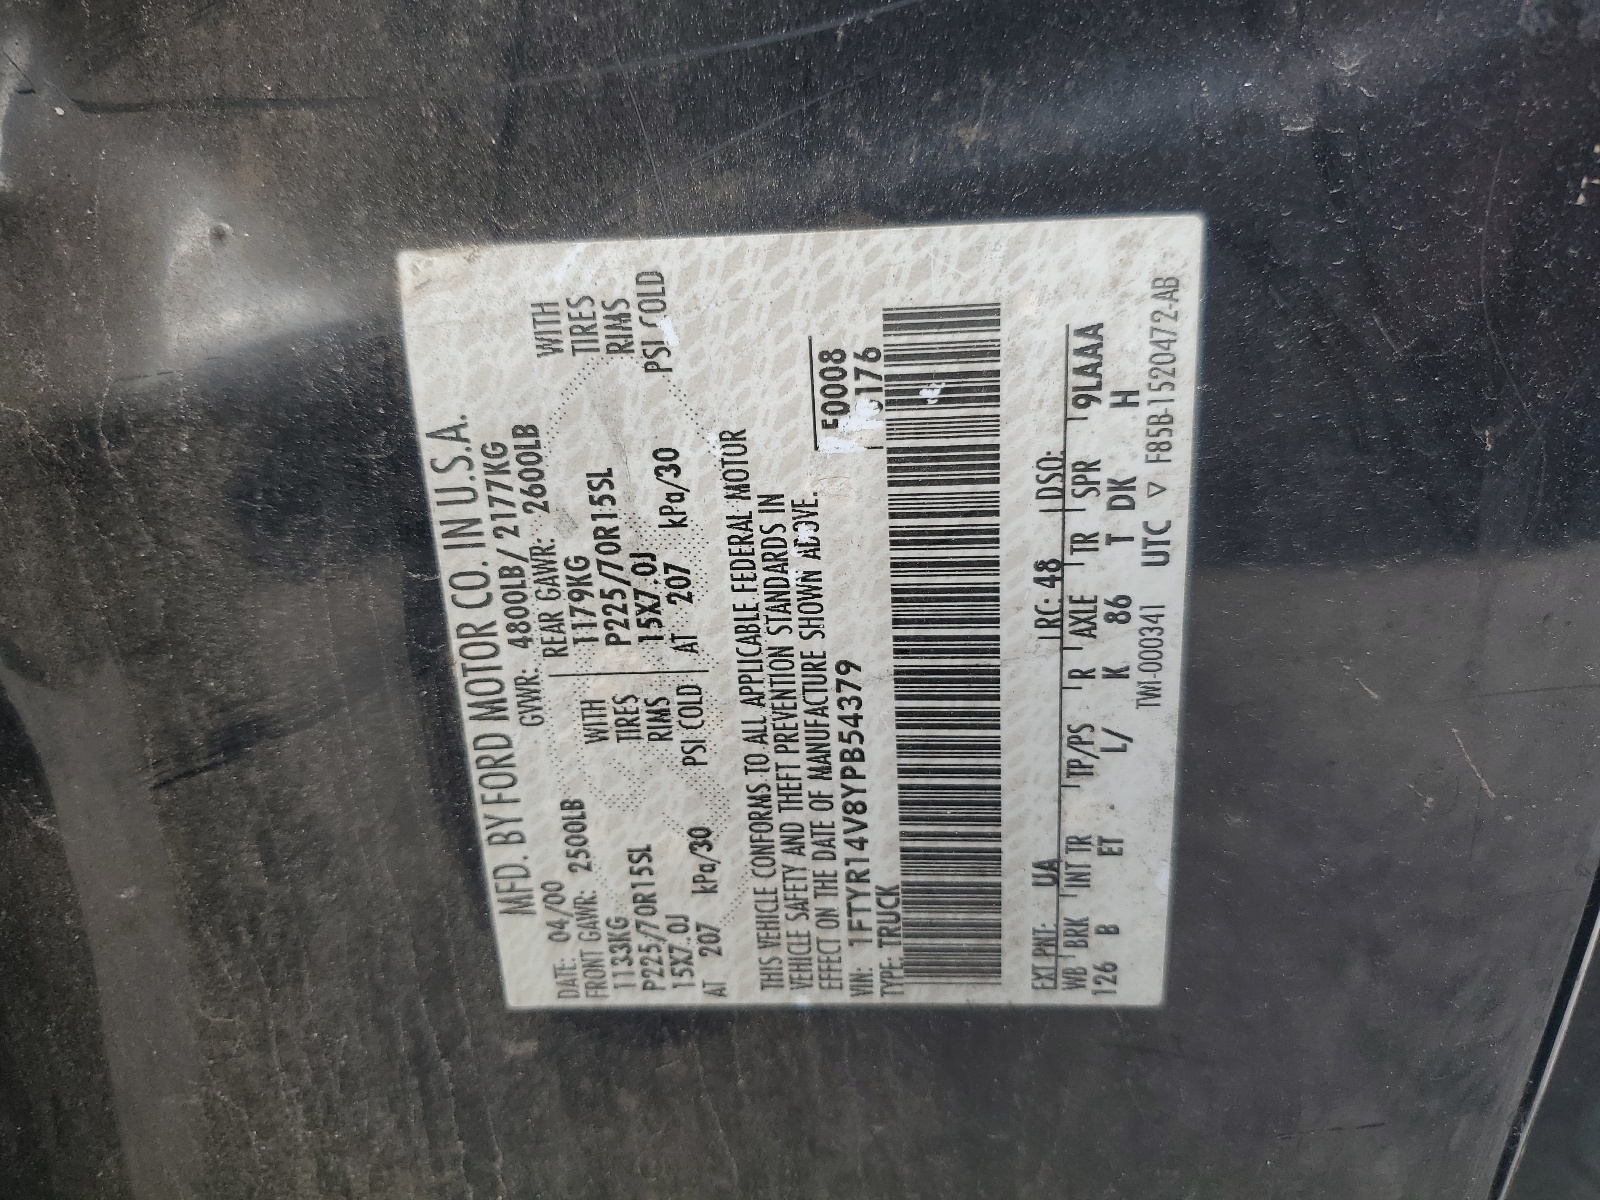 MFD. BY FORD MOTOR CO. IN U.S.A.
DATE: 04/00 GVWR: 4800LB/2177KG
FRONT GAWR: 2500LB REAR GAWR: 2600LB
1133KG WITH 1179KG WITH
P225/70R15SL TIRES P225/70R15SL TIRES
15X7.0J RIMS 15X7.0J RIMS
AT 207 kPa/30 PSI COLD AT 207 kPa/30 PSI COLD
THIS VEHICLE CONFORMS TO ALL APPLICABLE FEDERAL MOTOR
VEHICLE SAFETY AND THEFT PREVENTION STANDARDS IN
EFFECT ON THE DATE OF MANUFACTURE SHOWN ABOVE.
VIN: 1FTYR14V8YPB54379 E0008
TYPE: TRUCK 176
EXT PNT: UA RC: 48 DSO:
WB BRK INT TR TP/PS R AXLE TR SPR 9LAAA
126 B ET L/ K 86 T DK H
TWI-000341 UTC ▽ F85B-1520472-AB